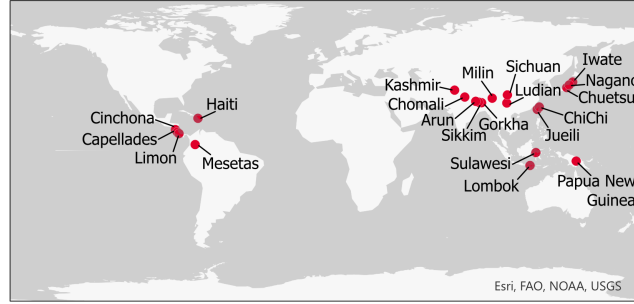 Iwate
Sichuan
Milin
Nagano
Kashmir
Ludian
Chuetsu
Chomali
Haiti
ChiChi
Cinchona
Arun
Gorkha
Sikkim
Jueili
Capellades
Limon
Mesetas
Sulawesi
Lombok
Papua New
Guinea
Esri, FAO, NOAA, USGS